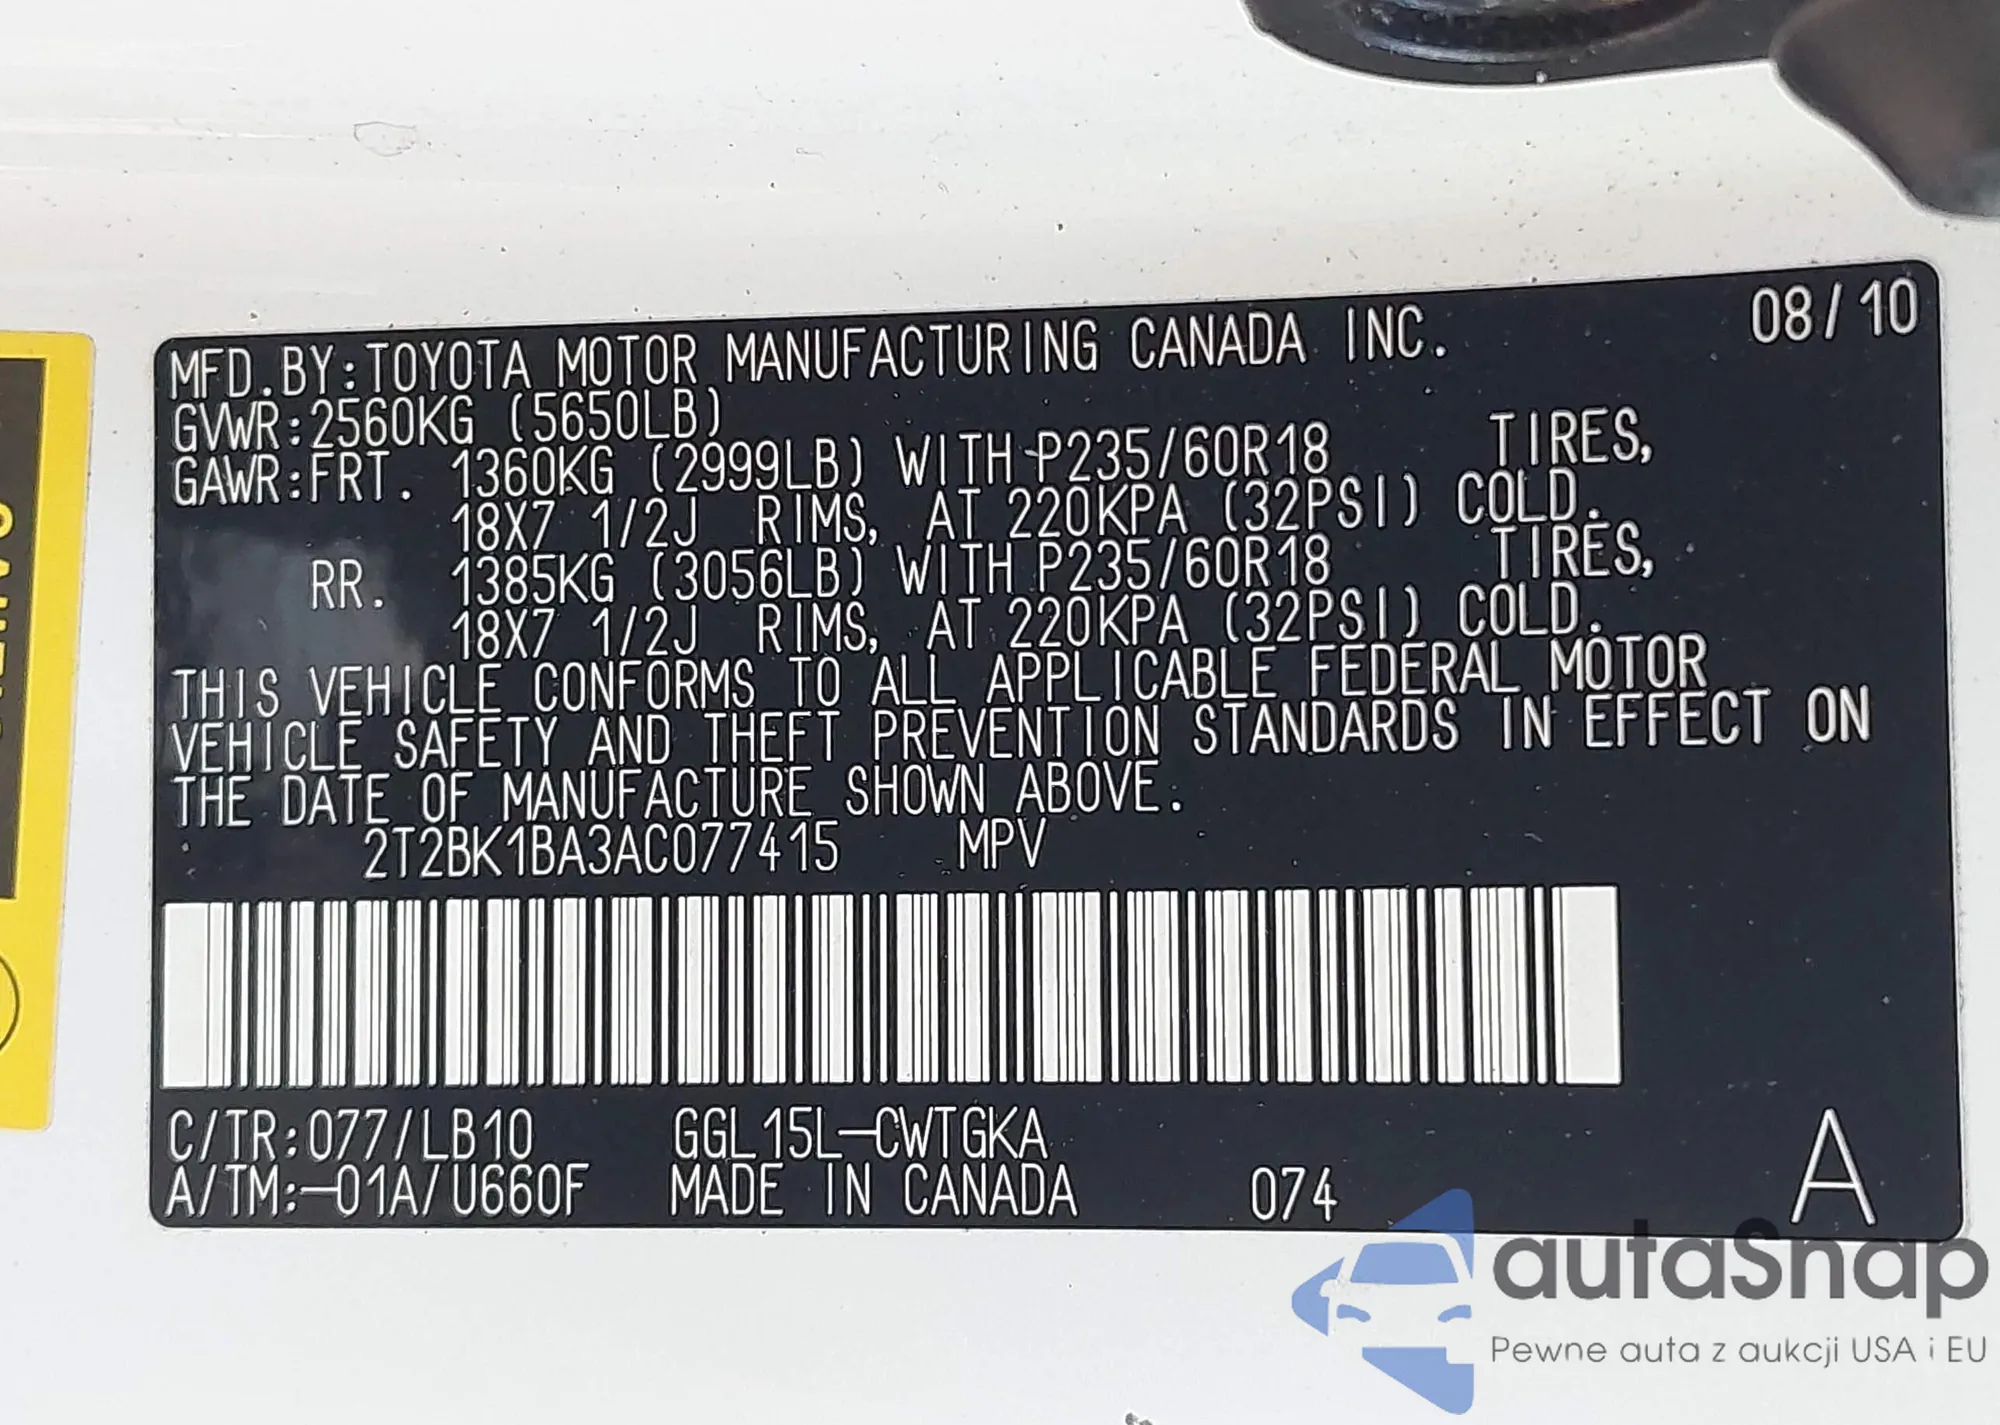 MFD.BY:TOYOTA MOTOR MANUFACTURING CANADA INC. 08/10
GVWR:2560KG (5650LB)
GAWR:FRT. 1360KG (2999LB) WITH P235/60R18 TIRES,
18X7 1/2J RIMS, AT 220KPA (32PSI) COLD.
RR. 1385KG (3056LB) WITH P235/60R18 TIRES,
18X7 1/2J RIMS, AT 220KPA (32PSI) COLD.
THIS VEHICLE CONFORMS TO ALL APPLICABLE FEDERAL MOTOR
VEHICLE SAFETY AND THEFT PREVENTION STANDARDS IN EFFECT ON
THE DATE OF MANUFACTURE SHOWN ABOVE.
2T2BK1BA3AC077415 MPV
C/TR:077/LB10 GGL15L-CWTGKA
A/TM:-01A/U660F MADE IN CANADA 074 A
autaSnap
Pewne auta z aukcji USA i EU